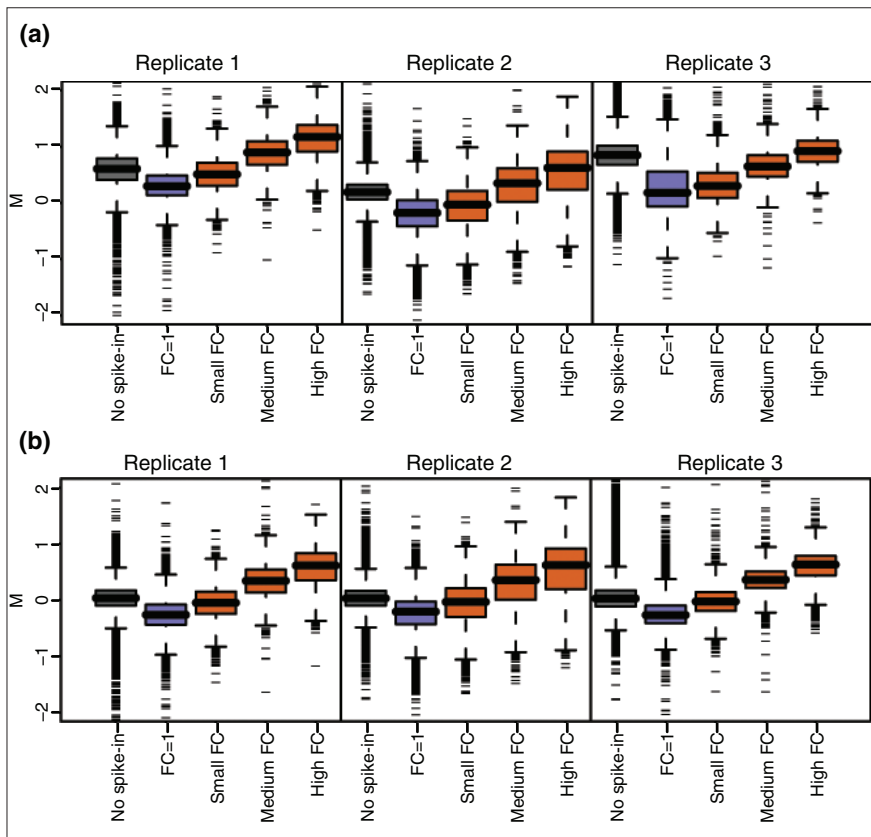 (a)
Replicate 1
Replicate 2
Replicate 3
M
2
1
0
-1
-2
No spike-in
FC=1
Small FC
Medium FC
High FC
No spike-in
FC=1
Small FC
Medium FC
High FC
No spike-in
FC=1
Small FC
Medium FC
High FC
(b)
Replicate 1
Replicate 2
Replicate 3
M
2
1
0
-1
-2
No spike-in
FC=1
Small FC
Medium FC
High FC
No spike-in
FC=1
Small FC
Medium FC
High FC
No spike-in
FC=1
Small FC
Medium FC
High FC